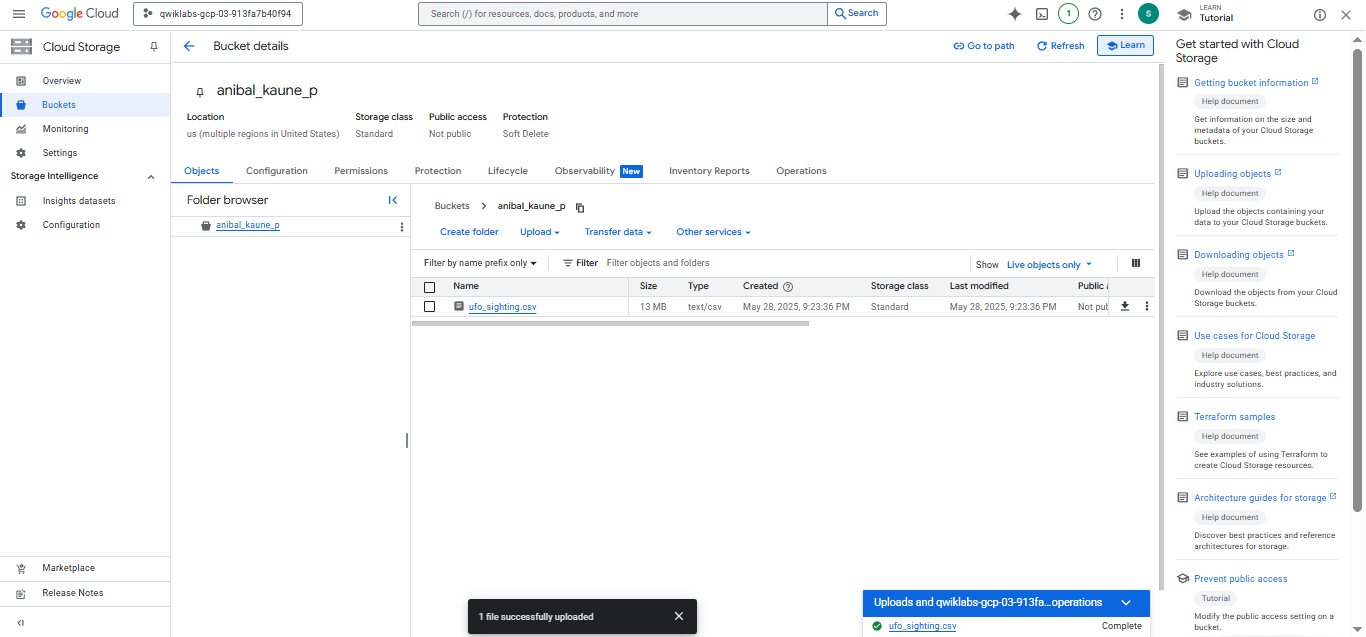 Google Cloud
qwiklabs-gcp-03-913fa7b40f94
Search (/) for resources, docs, products, and more
Search
1
S
LEARN
Tutorial
Cloud Storage
Overview
Buckets
Monitoring
Settings
Storage Intelligence
Insights datasets
Configuration
Marketplace
Release Notes
Bucket details
Go to path
Refresh
Learn
anibal_kaune_p
Location
us (multiple regions in United States)
Storage class
Standard
Public access
Not public
Protection
Soft Delete
Objects
Configuration
Permissions
Protection
Lifecycle
Observability New
Inventory Reports
Operations
Folder browser
anibal_kaune_p
Buckets > anibal_kaune_p
Create folder
Upload
Transfer data
Other services
Filter by name prefix only
Filter Filter objects and folders
Show Live objects only
Name Size Type Created Storage class Last modified Public a
ufo_sighting.csv 13 MB text/csv May 28, 2025, 9:23:36 PM Standard May 28, 2025, 9:23:36 PM Not pub
1 file successfully uploaded
Uploads and qwiklabs-gcp-03-913fa...operations
ufo_sighting.csv Complete
Get started with Cloud
Storage
Getting bucket information
Help document
Get information on the size and
metadata of your Cloud Storage
buckets.
Uploading objects
Help document
Upload the objects containing your
data to your Cloud Storage buckets.
Downloading objects
Help document
Download the objects from your Cloud
Storage buckets.
Use cases for Cloud Storage
Help document
Explore use cases, best practices, and
industry solutions.
Terraform samples
Help document
See examples of using Terraform to
create Cloud Storage resources.
Architecture guides for storage
Help document
Discover best practices and reference
architectures for storage.
Prevent public access
Tutorial
Modify the public access setting on a
bucket.